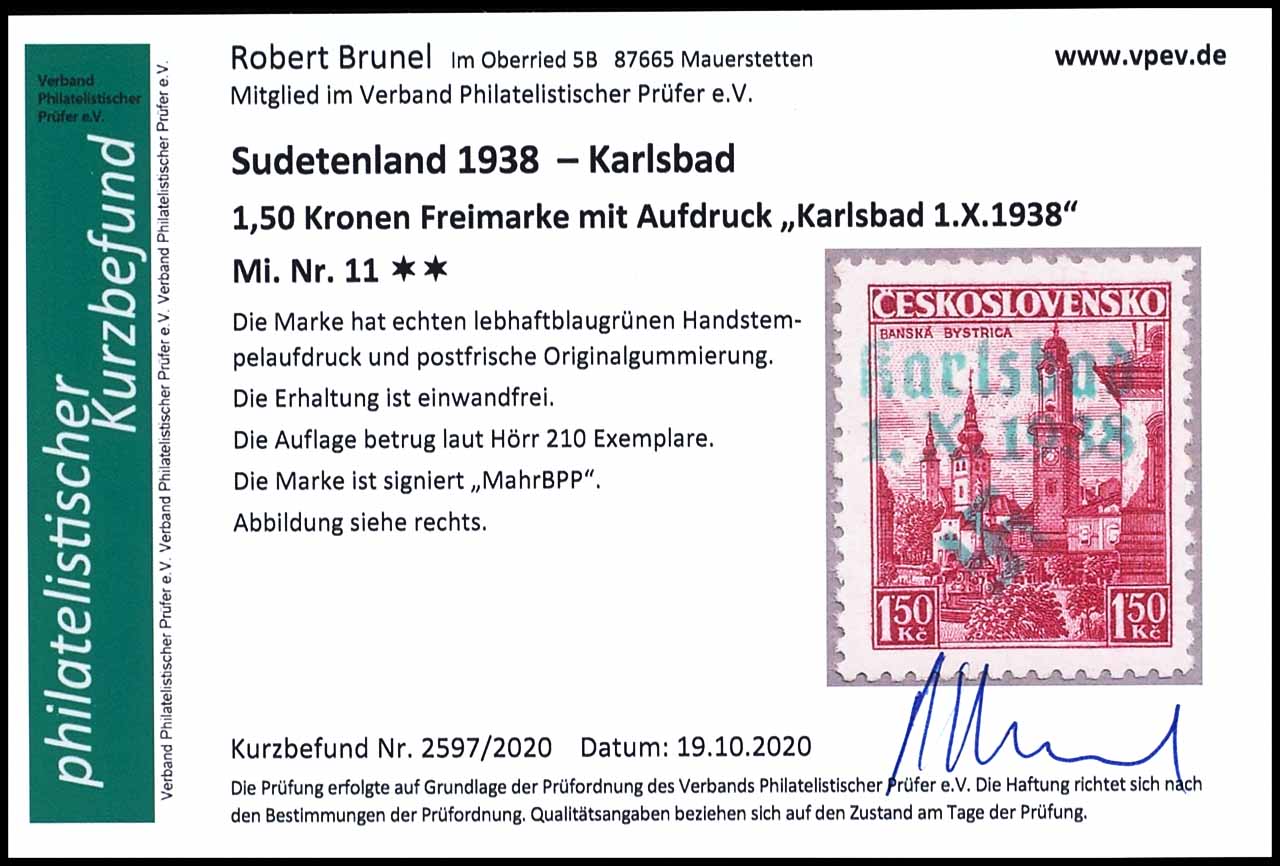 Verband
Philatelistischer
Prüfer e.V.
philatelistischer
Kurzbefund
Verband Philatelistischer Prüfer e.V. Verband Philatelistischer Prüfer e.V. Verband Philatelistischer Prüfer e.V. Verband Philatelistischer Prüfer e.V.
Robert Brunel Im Oberried 5B 87665 Mauerstetten
www.vpev.de
Mitglied im Verband Philatelistischer Prüfer e.V.
Sudetenland 1938 – Karlsbad
1,50 Kronen Freimarke mit Aufdruck „Karlsbad 1.X.1938“
Mi. Nr. 11 ✶✶
Die Marke hat echten lebhaftblaugrünen Handstem-
pelaufdruck und postfrische Originalgummierung.
Die Erhaltung ist einwandfrei.
Die Auflage betrug laut Hörr 210 Exemplare.
Die Marke ist signiert „MahrBPP“.
Abbildung siehe rechts.
ČESKOSLOVENSKO
BANSKÁ BYSTRICA
Karlsbad
1. X. 1938
1'50 Kč
1'50 Kč
Kurzbefund Nr. 2597/2020 Datum: 19.10.2020
Die Prüfung erfolgte auf Grundlage der Prüfordnung des Verbands Philatelistischer Prüfer e.V. Die Haftung richtet sich nach
den Bestimmungen der Prüfordnung. Qualitätsangaben beziehen sich auf den Zustand am Tage der Prüfung.